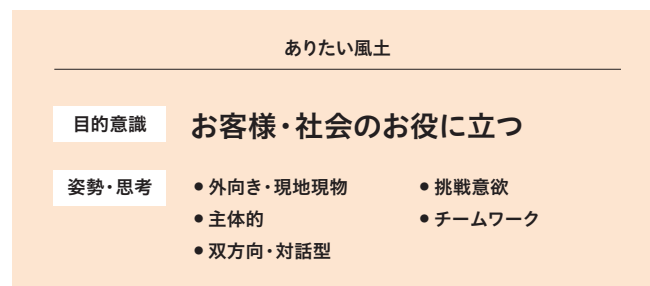 ありたい風土
目的意識 お客様・社会のお役に立つ
姿勢・思考
● 外向き・現地現物
● 主体的
● 双方向・対話型
● 挑戦意欲
● チームワーク